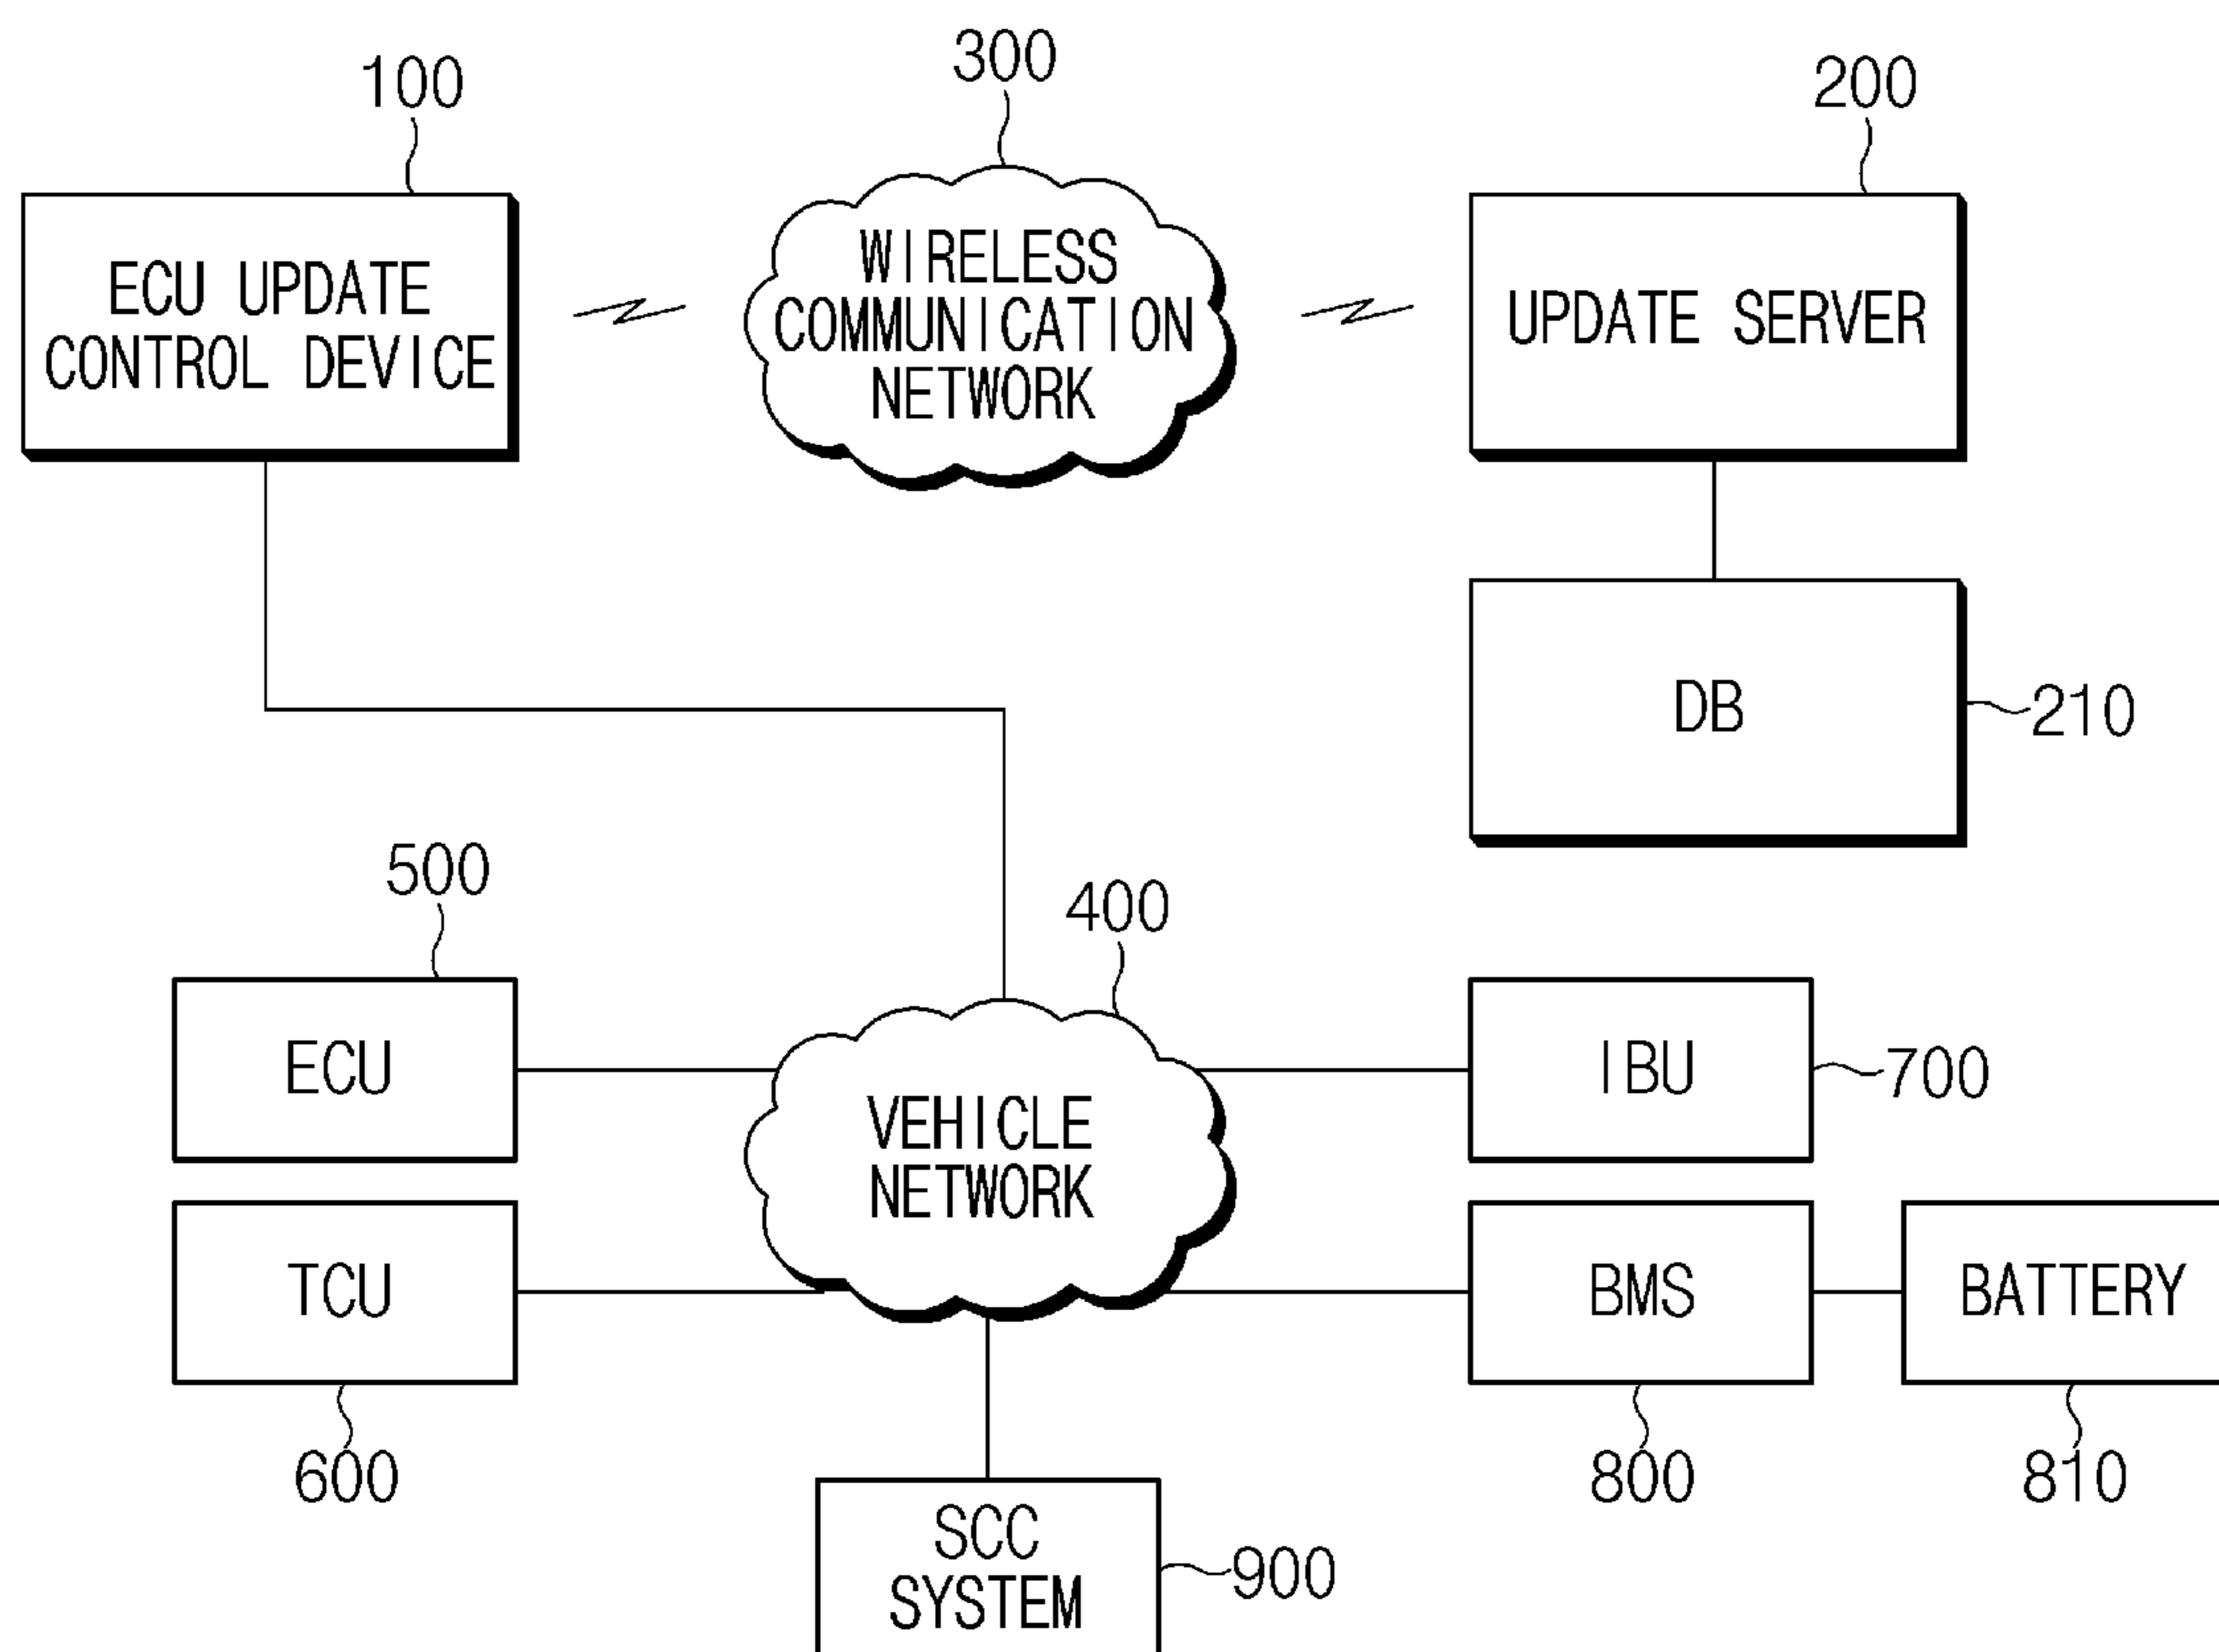 300
100
200
ECU UPDATE
CONTROL DEVICE
WIRELESS
COMMUNICATION
NETWORK
UPDATE SERVER
DB
210
500
400
ECU
IBU
700
VEHICLE
NETWORK
TCU
BMS
BATTERY
600
800
810
SCC
SYSTEM
900